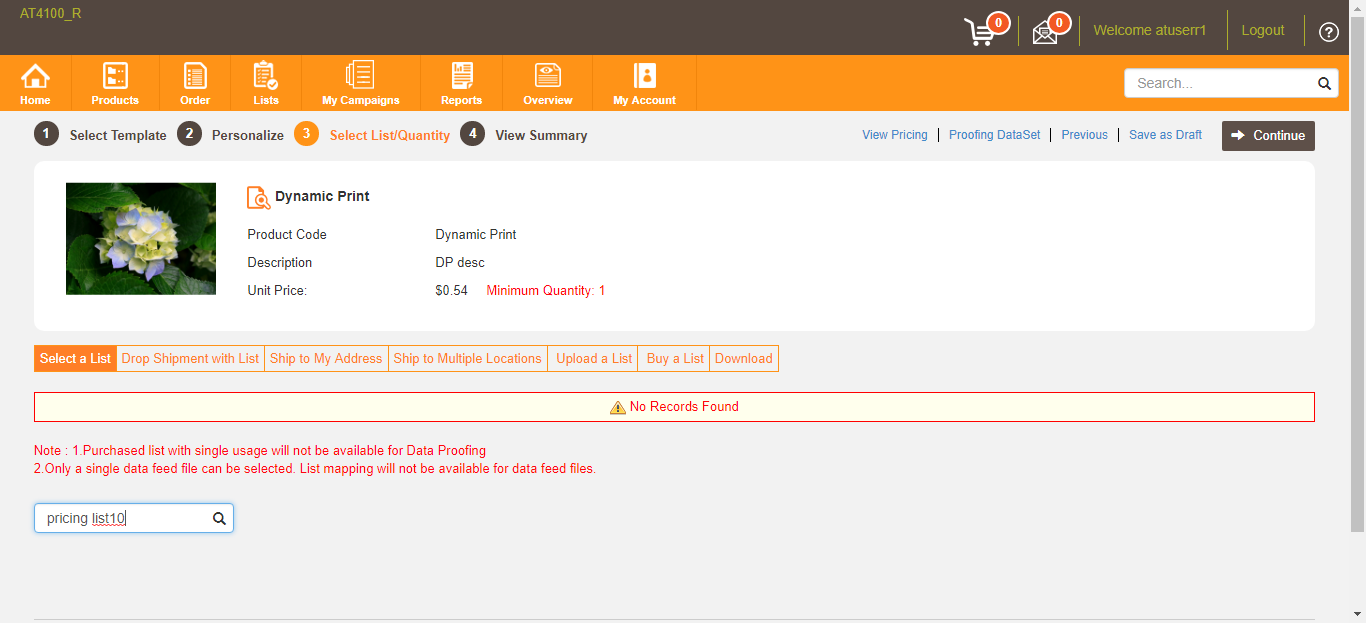 AT4100_R
0
0
Welcome atuserr1
Logout
?
Home
Products
Order
Lists
My Campaigns
Reports
Overview
My Account
Search...
1 Select Template 2 Personalize 3 Select List/Quantity 4 View Summary
View Pricing | Proofing DataSet | Previous | Save as Draft
Continue
Dynamic Print
Product Code Dynamic Print
Description DP desc
Unit Price: $0.54 Minimum Quantity: 1
Select a List Drop Shipment with List Ship to My Address Ship to Multiple Locations Upload a List Buy a List Download
No Records Found
Note : 1.Purchased list with single usage will not be available for Data Proofing
2.Only a single data feed file can be selected. List mapping will not be available for data feed files.
pricing list10